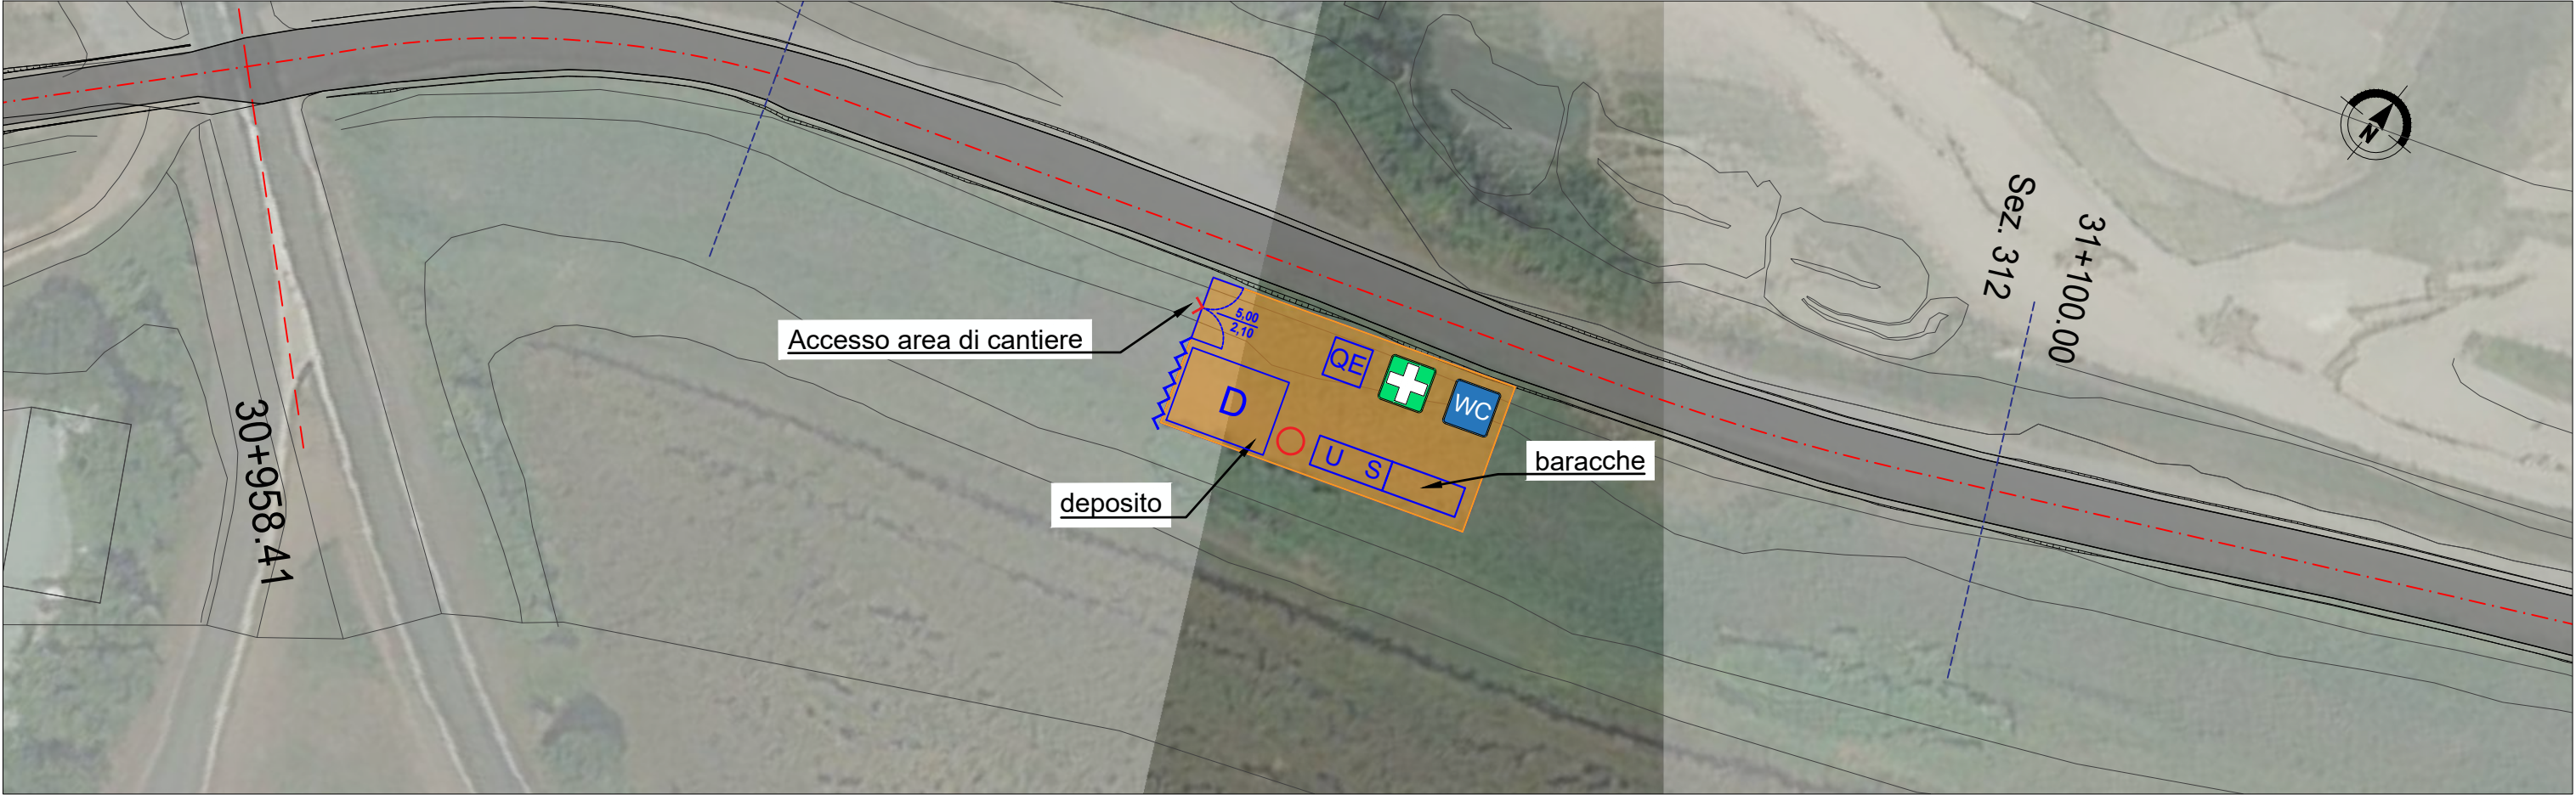 N
Sez. 312
31+100.00
Accesso area di cantiere
5,00
2,10
QE
WC
D
U S
baracche
deposito
30+958.41